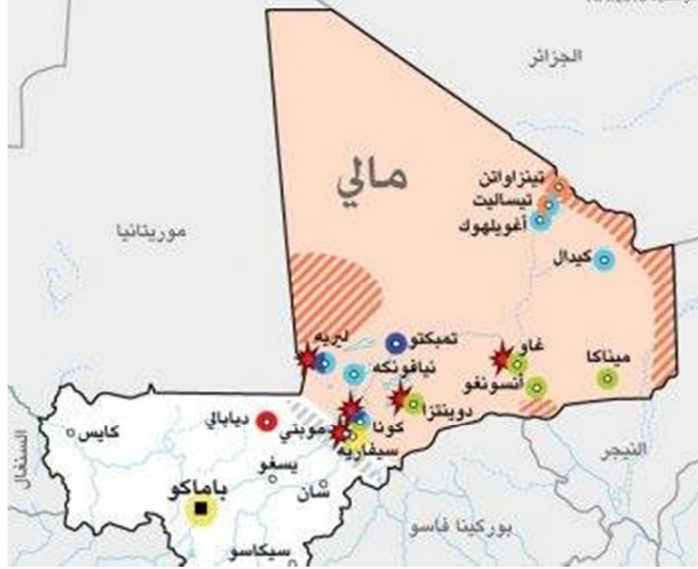 الجزائر
مالي
تينزاواتن
تيساليت
أغويلهوك
موريتانيا
كيدال
تمبكتو
ليريه
غاو
نيافونكه
ميناكا
أنسونغو
دوينتزا
ديابالي
كونا
موبتي
سيفاريه
كايس
السنغال
النيجر
يسغو
شان
باماكو
بوركينا فاسو
سيكاسو